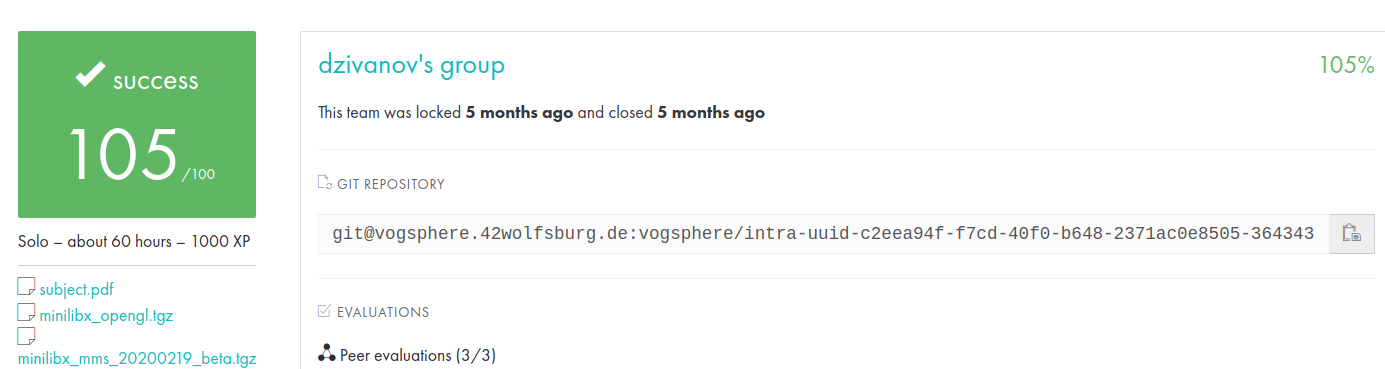 success
105 /100
Solo – about 60 hours – 1000 XP
subject.pdf
minilibx_opengl.tgz
minilibx_mms_20200219_beta.tgz
dzivanov's group
105%
This team was locked 5 months ago and closed 5 months ago
GIT REPOSITORY
git@vogsphere.42wolfsburg.de:vogsphere/intra-uuid-c2eea94f-f7cd-40f0-b648-2371ac0e8505-364343
EVALUATIONS
Peer evaluations (3/3)